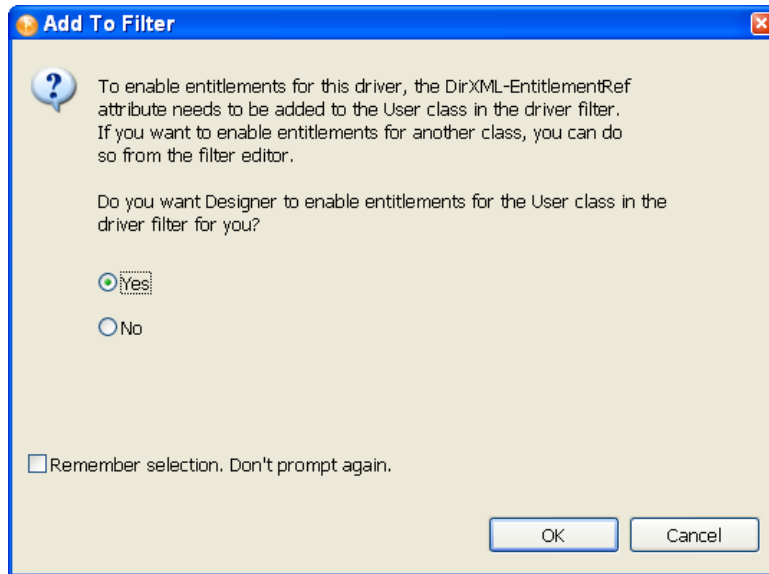 Add To Filter
To enable entitlements for this driver, the DirXML-EntitlementRef
attribute needs to be added to the User class in the driver filter.
If you want to enable entitlements for another class, you can do
so from the filter editor.
Do you want Designer to enable entitlements for the User class in the
driver filter for you?
Yes
No
Remember selection. Don't prompt again.
OK
Cancel